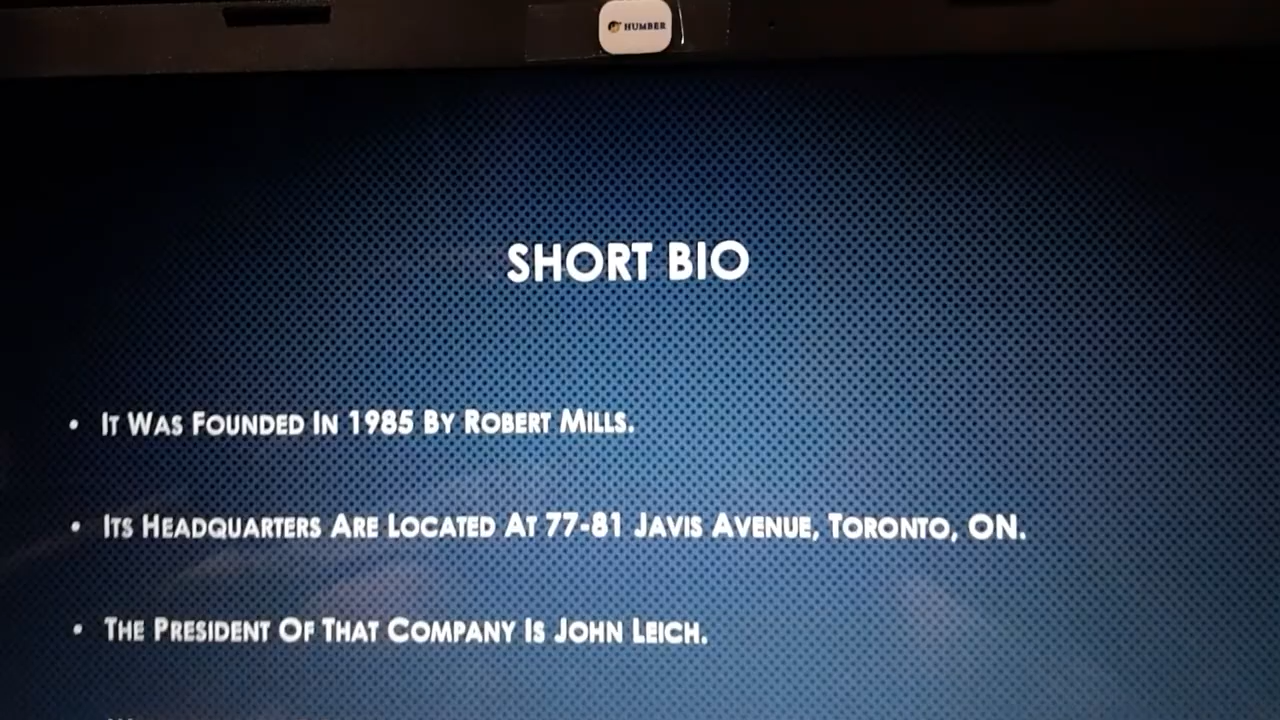 HUMBER
SHORT BIO
• IT WAS FOUNDED IN 1985 BY ROBERT MILLS.
• ITS HEADQUARTERS ARE LOCATED AT 77-81 JAVIS AVENUE, TORONTO, ON.
• THE PRESIDENT OF THAT COMPANY IS JOHN LEICH.